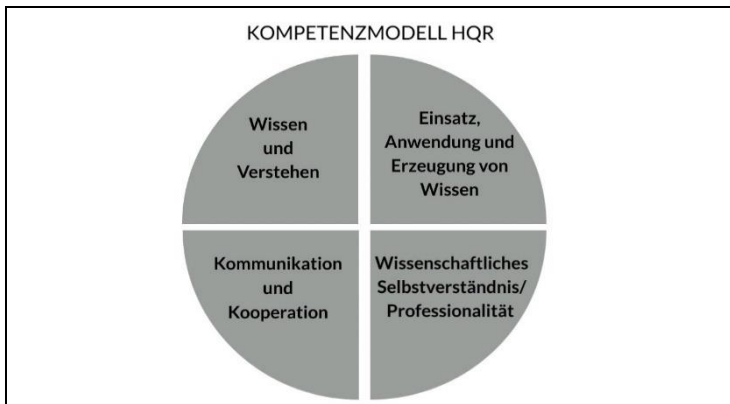 KOMPETENZMODELL HQR
Wissen
und
Verstehen
Einsatz,
Anwendung und
Erzeugung von
Wissen
Kommunikation
und
Kooperation
Wissenschaftliches
Selbstverständnis/
Professionalität